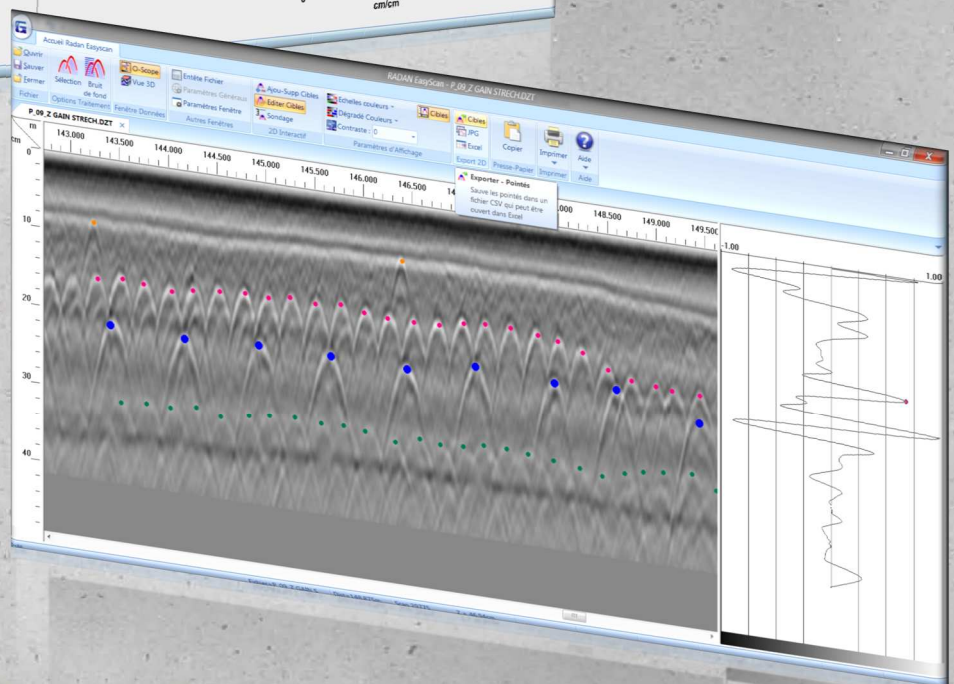 cm/cm
G
RADAN EasyScan - P_09_Z GAIN STRECH.DZT
Accueil Radan Easyscan
Ouvrir
Sauver
Fermer
Fichier
Sélection
Bruit de fond
Options Traitement
O-Scope
Vue 3D
Fenêtre Données
Entête Fichier
Paramètres Généraux
Paramètres Fenêtre
Autres Fenêtres
Ajou-Supp Cibles
Editer Cibles
Sondage
2D Interactif
Echelles couleurs
Dégradé Couleurs
Contraste : 0
Cibles
Paramètres d'Affichage
Cibles
JPG
Excel
Export 2D
Copier
Presse-Papier
Imprimer
Imprimer
Aide
Aide
Exporter - Pointés
Sauve les pointés dans un
fichier CSV qui peut être
ouvert dans Excel
P_09_Z GAIN STRECH.DZT
m
143.000 143.500 144.000 144.500 145.000 145.500 146.000 146.500 148.500 149.000 149.500
cm
0
10
20
30
40
-1.00 1.00